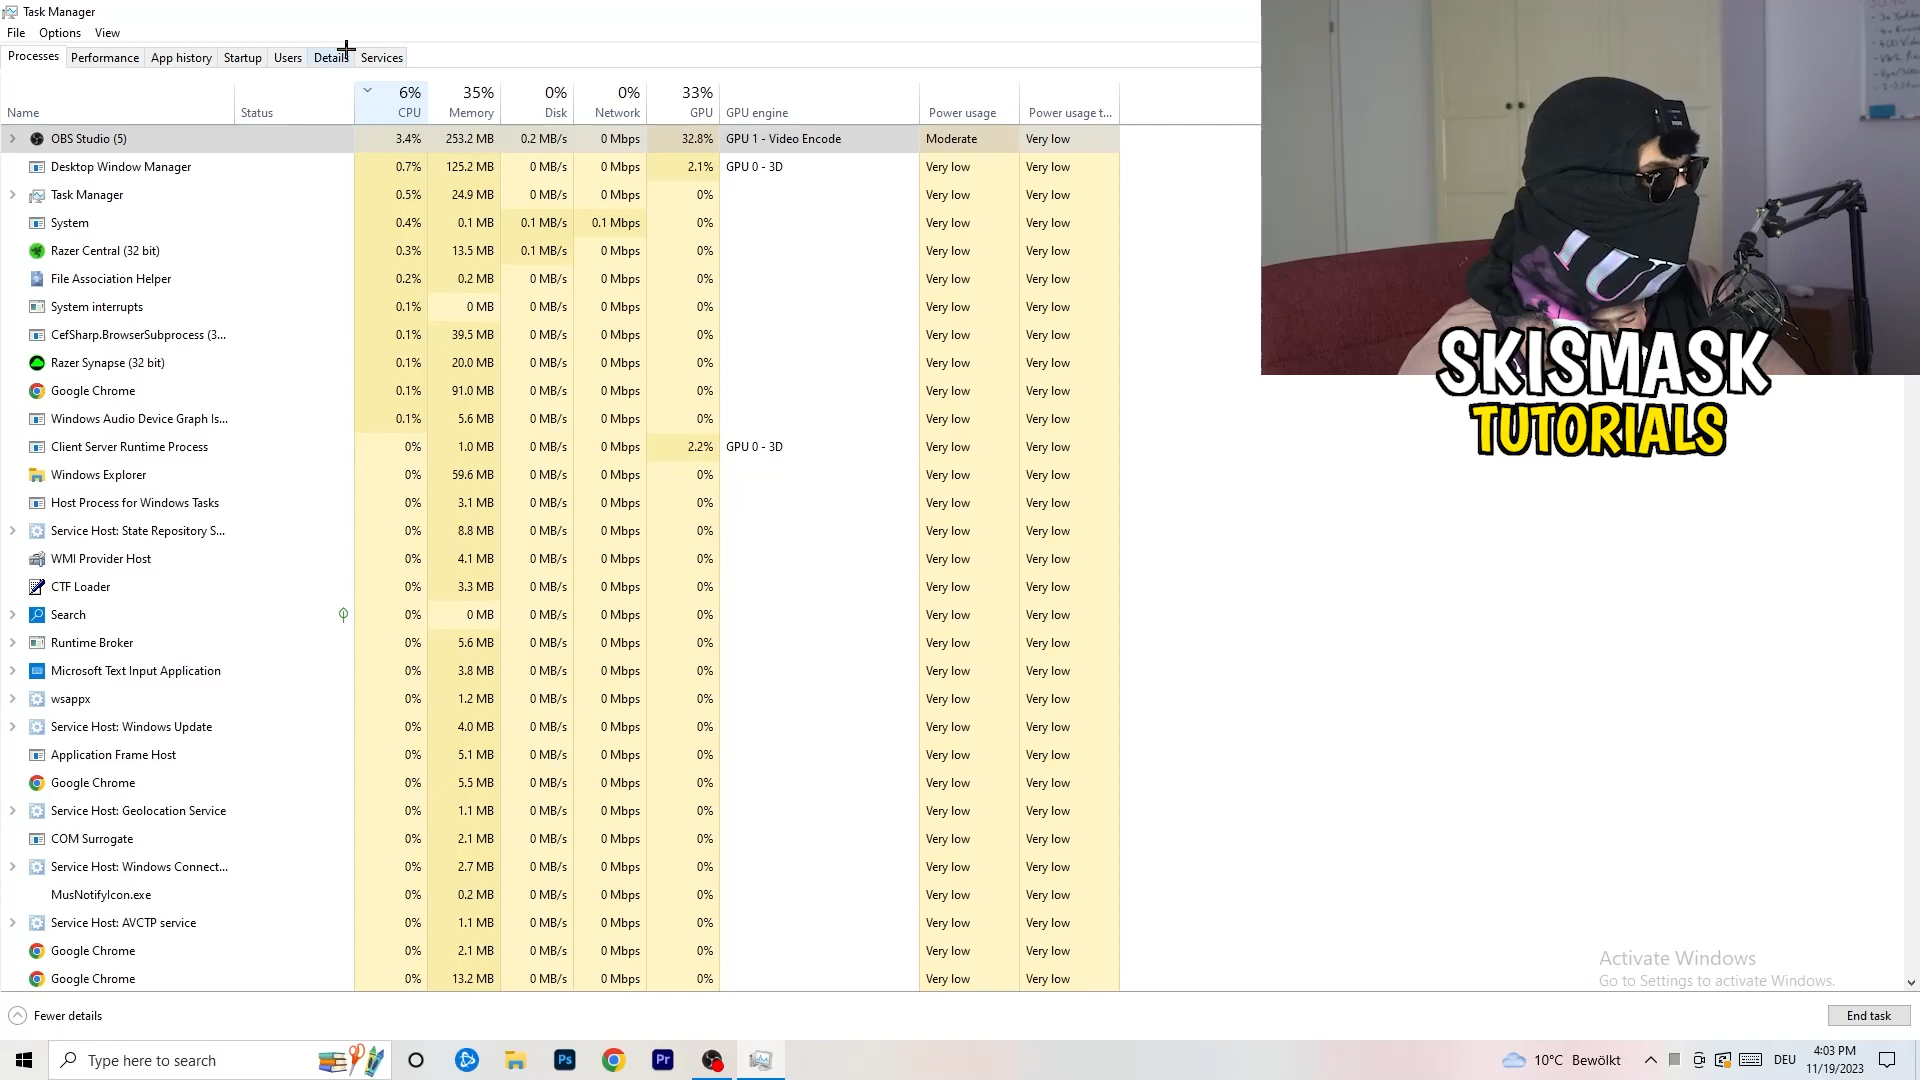 Task Manager
File Options View
Processes Performance App history Startup Users Details Services
6% 35% 0% 0% 33%
Name Status CPU Memory Disk Network GPU GPU engine Power usage Power usage t...
OBS Studio (5) 3.4% 253.2 MB 0.2 MB/s 0 Mbps 32.8% GPU 1 - Video Encode Moderate Very low
Desktop Window Manager 0.7% 125.2 MB 0 MB/s 0 Mbps 2.1% GPU 0 - 3D Very low Very low
Task Manager 0.5% 24.9 MB 0 MB/s 0 Mbps 0% Very low Very low
System 0.4% 0.1 MB 0.1 MB/s 0.1 Mbps 0% Very low Very low
Razer Central (32 bit) 0.3% 13.5 MB 0.1 MB/s 0 Mbps 0% Very low Very low
File Association Helper 0.2% 0.2 MB 0 MB/s 0 Mbps 0% Very low Very low
System interrupts 0.1% 0 MB 0 MB/s 0 Mbps 0% Very low Very low
CefSharp.BrowserSubprocess (3... 0.1% 39.5 MB 0 MB/s 0 Mbps 0% Very low Very low
Razer Synapse (32 bit) 0.1% 20.0 MB 0 MB/s 0 Mbps 0% Very low Very low
Google Chrome 0.1% 91.0 MB 0 MB/s 0 Mbps 0% Very low Very low
Windows Audio Device Graph Is... 0.1% 5.6 MB 0 MB/s 0 Mbps 0% Very low Very low
Client Server Runtime Process 0% 1.0 MB 0 MB/s 0 Mbps 2.2% GPU 0 - 3D Very low Very low
Windows Explorer 0% 59.6 MB 0 MB/s 0 Mbps 0% Very low Very low
Host Process for Windows Tasks 0% 3.1 MB 0 MB/s 0 Mbps 0% Very low Very low
Service Host: State Repository S... 0% 8.8 MB 0 MB/s 0 Mbps 0% Very low Very low
WMI Provider Host 0% 4.1 MB 0 MB/s 0 Mbps 0% Very low Very low
CTF Loader 0% 3.3 MB 0 MB/s 0 Mbps 0% Very low Very low
Search 0% 0 MB 0 MB/s 0 Mbps 0% Very low Very low
Runtime Broker 0% 5.6 MB 0 MB/s 0 Mbps 0% Very low Very low
Microsoft Text Input Application 0% 3.8 MB 0 MB/s 0 Mbps 0% Very low Very low
wsappx 0% 1.2 MB 0 MB/s 0 Mbps 0% Very low Very low
Service Host: Windows Update 0% 4.0 MB 0 MB/s 0 Mbps 0% Very low Very low
Application Frame Host 0% 5.1 MB 0 MB/s 0 Mbps 0% Very low Very low
Google Chrome 0% 5.5 MB 0 MB/s 0 Mbps 0% Very low Very low
Service Host: Geolocation Service 0% 1.1 MB 0 MB/s 0 Mbps 0% Very low Very low
COM Surrogate 0% 2.1 MB 0 MB/s 0 Mbps 0% Very low Very low
Service Host: Windows Connect... 0% 2.7 MB 0 MB/s 0 Mbps 0% Very low Very low
MusNotifyIcon.exe 0% 0.2 MB 0 MB/s 0 Mbps 0% Very low Very low
Service Host: AVCTP service 0% 1.1 MB 0 MB/s 0 Mbps 0% Very low Very low
Google Chrome 0% 2.1 MB 0 MB/s 0 Mbps 0% Very low Very low
Google Chrome 0% 13.2 MB 0 MB/s 0 Mbps 0% Very low Very low
SKISMASK
TUTORIALS
Activate Windows
Go to Settings to activate Windows.
Fewer details End task
Type here to search Ps Pr 10°C Bewölkt DEU 4:03 PM
11/19/2023